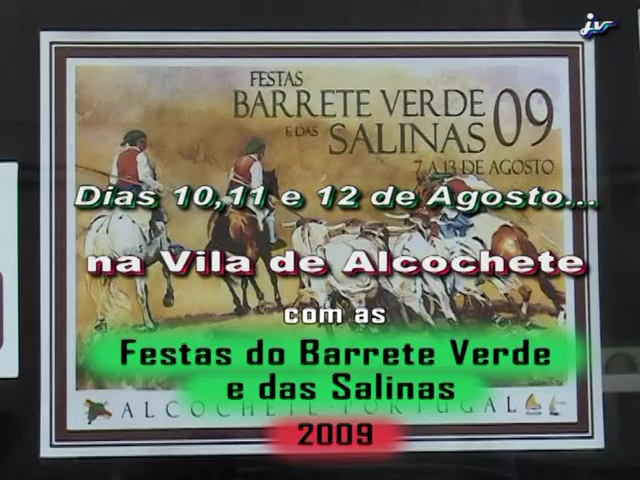 jv
FESTAS
BARRETE VERDE 09
E DAS SALINAS
7 A 13 DE AGOSTO
Dias 10,11 e 12 de Agosto...
na Vila de Alcochete
com as
Festas do Barrete Verde
e das Salinas
ALCOCHETE · PORTUGAL
2009